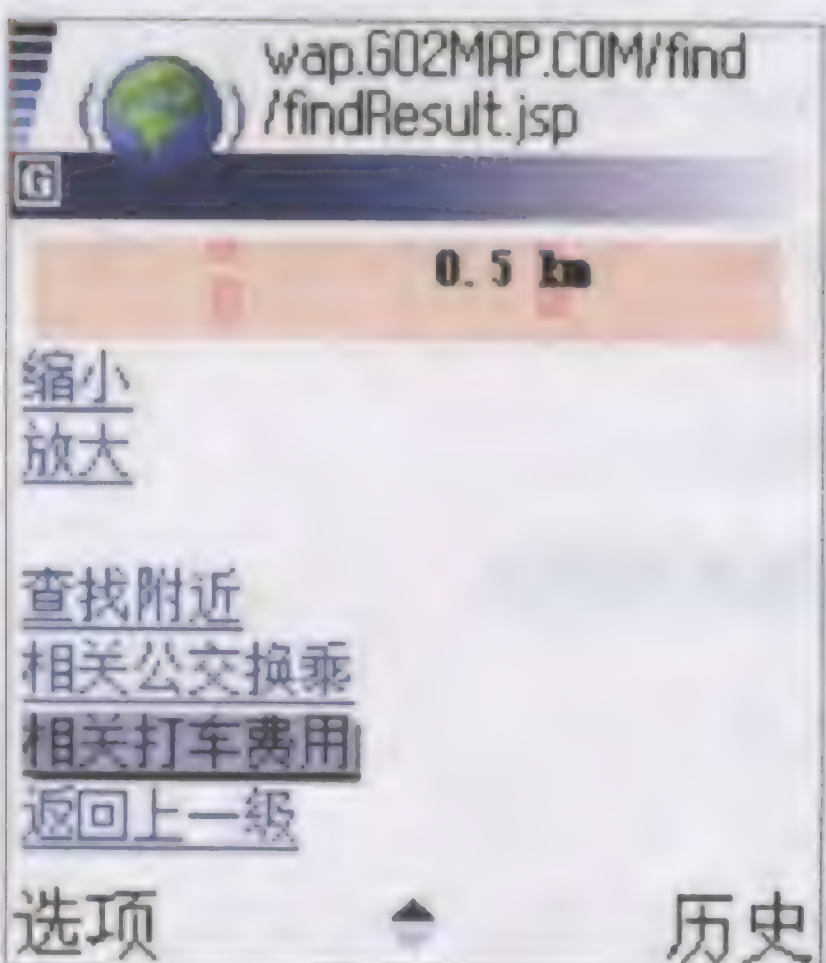 wap.GO2MAP.COM/find
/findResult.jsp
G
0.5 km
缩小
放大
查找附近
相关公交换乘
相关打车费用
返回上一级
选项
历史